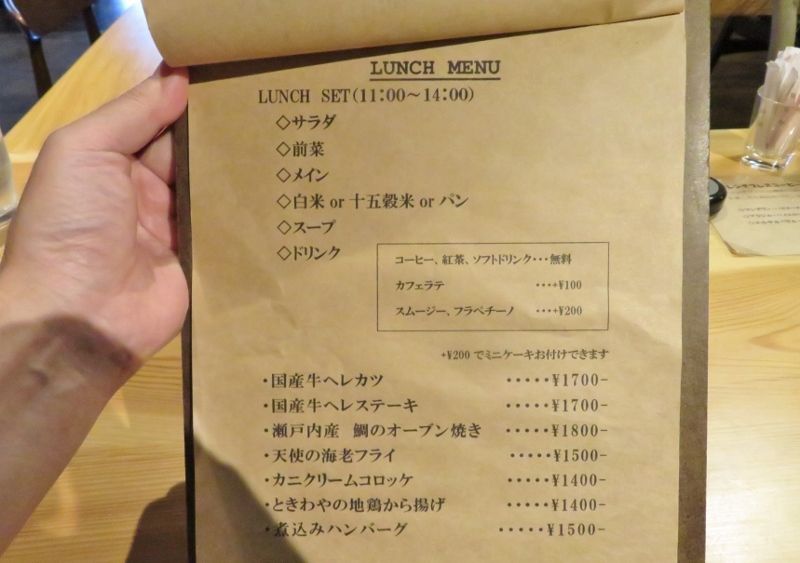 LUNCH MENU
LUNCH SET(11:00～14:00)
◇サラダ
◇前菜
◇メイン
◇白米 or 十五穀米 or パン
◇スープ
◇ドリンク
コーヒー、紅茶、ソフトドリンク・・・無料
カフェラテ ・・・・+¥100
スムージー、フラペチーノ ・・・・+¥200
+¥200 でミニケーキお付けできます
・国産牛ヘレカツ ・・・・・¥1700-
・国産牛ヘレステーキ ・・・・・¥1700-
・瀬戸内産 鯛のオーブン焼き ・・・・・¥1800-
・天使の海老フライ ・・・・・¥1500-
・カニクリームコロッケ ・・・・・¥1400-
・ときわやの地鶏から揚げ ・・・・・¥1400-
・煮込みハンバーグ ・・・・・¥1500-